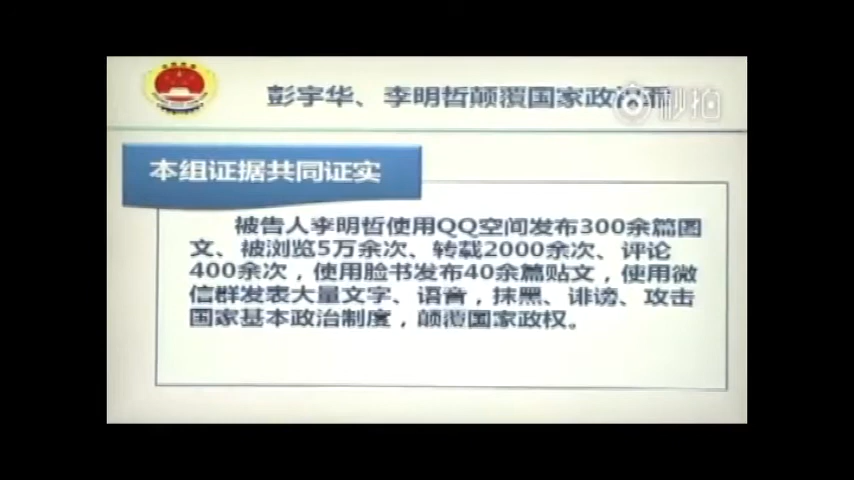 彭宇华、李明哲颠覆国家政治
秒拍
本组证据共同证实
被告人李明哲使用QQ空间发布300余篇图
文、被浏览5万余次、转载2000余次、评论
400余次，使用脸书发布40余篇贴文，使用微
信群发表大量文字、语音，抹黑、诽谤、攻击
国家基本政治制度，颠覆国家政权。